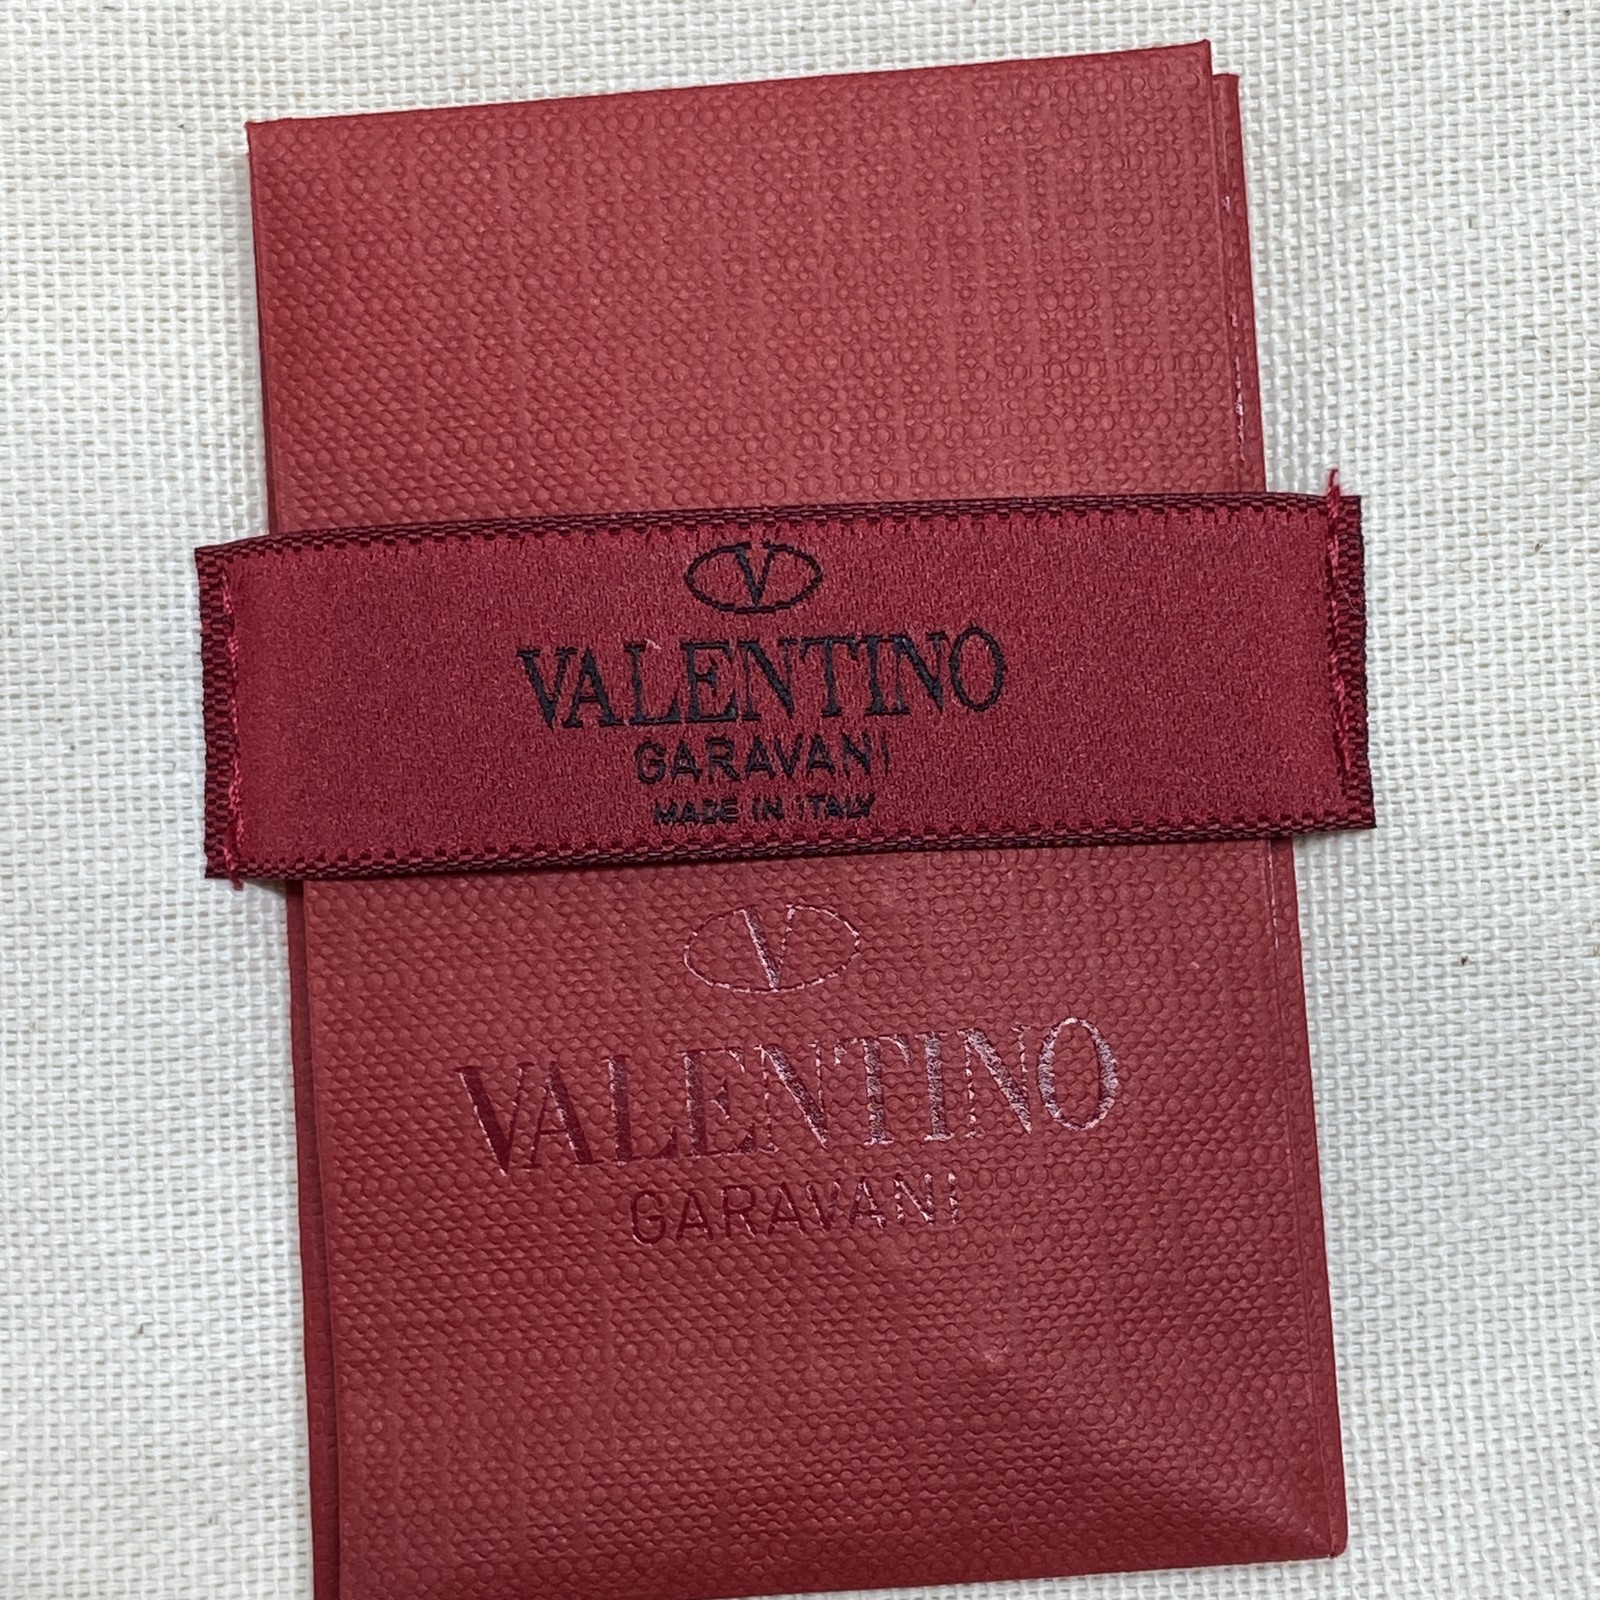 V
VALENTINO
GARAVANI
MADE IN ITALY
V
VALENTINO
GARAVANI